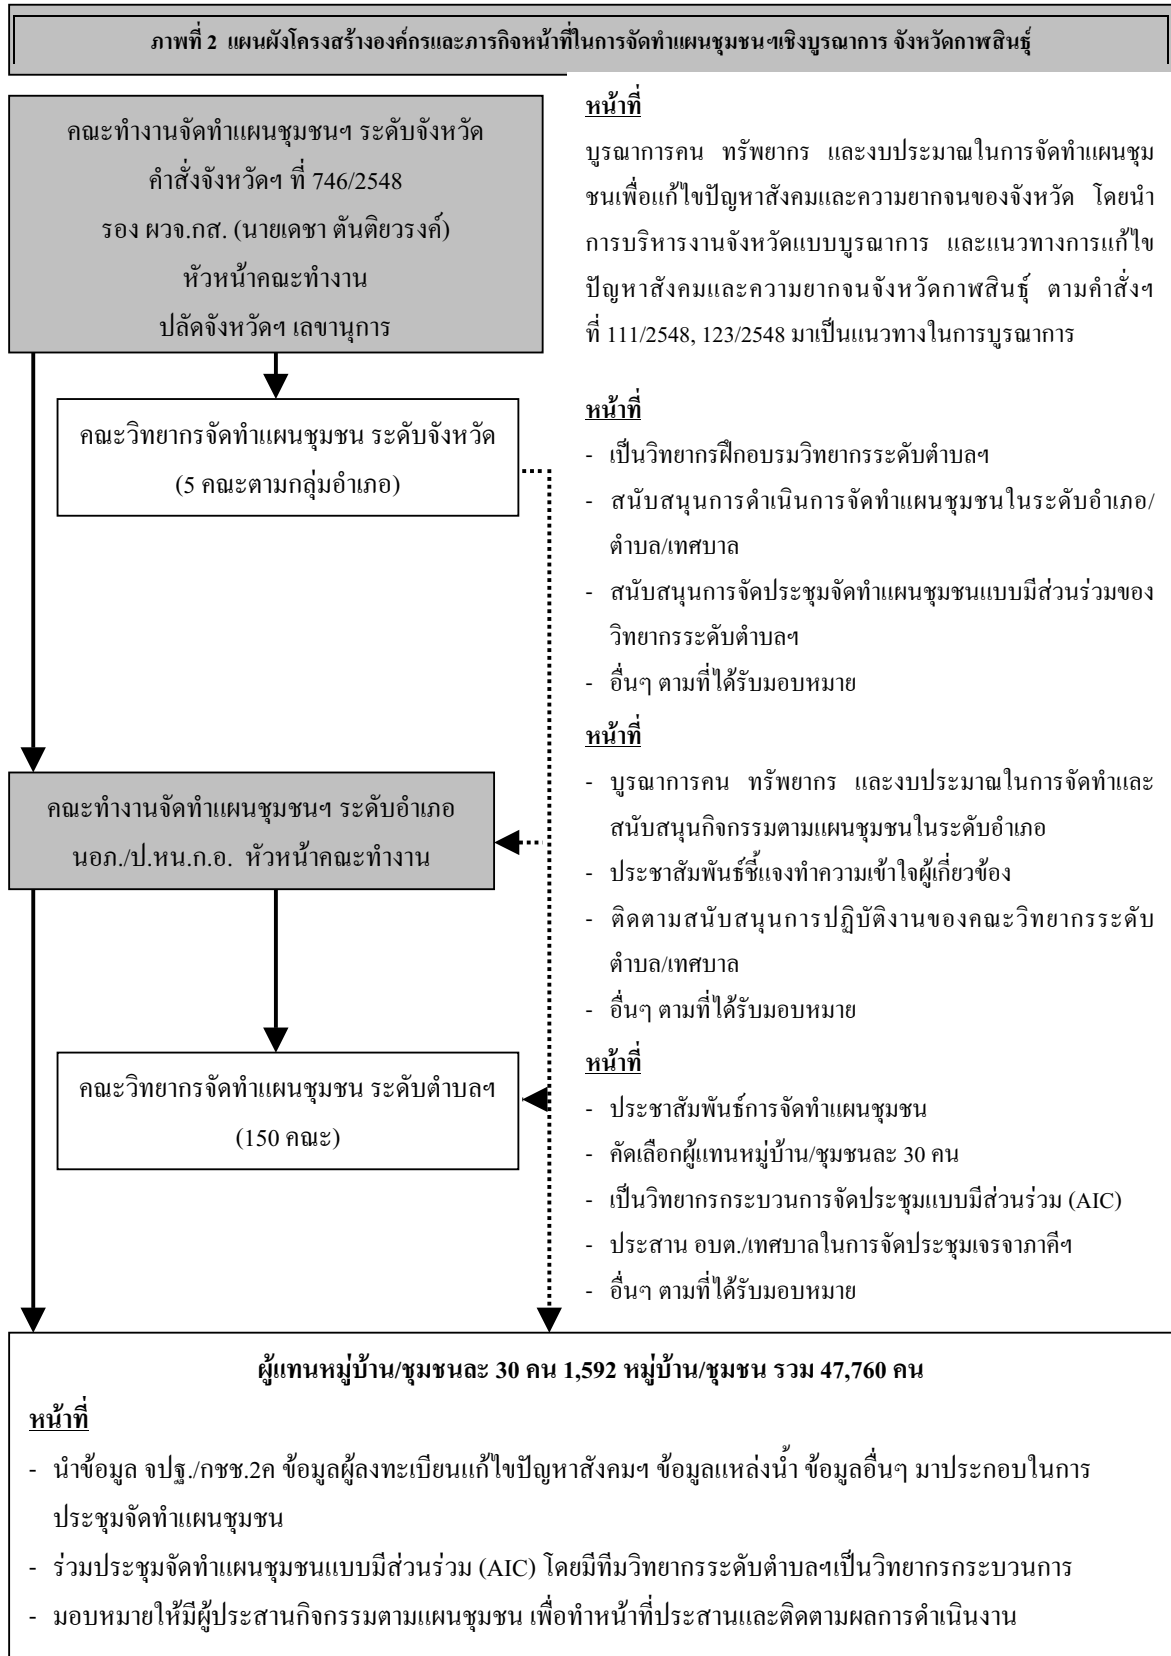 ภาพที่ 2 แผนผังโครงสร้างองค์กรและภารกิจหน้าที่ในการจัดทำแผนชุมชนฯเชิงบูรณาการ จังหวัดกาฬสินธุ์
คณะทำงานจัดทำแผนชุมชนฯ ระดับจังหวัด
คำสั่งจังหวัดฯ ที่ 746/2548
รอง ผวจ.กส. (นายเดชา ตันติยวรงค์)
หัวหน้าคณะทำงาน
ปลัดจังหวัดฯ เลขานุการ
หน้าที่
บูรณาการคน ทรัพยากร และงบประมาณในการจัดทำแผนชุม
ชนเพื่อแก้ไขปัญหาสังคมและความยากจนของจังหวัด โดยนำ
การบริหารงานจังหวัดแบบบูรณาการ และแนวทางการแก้ไข
ปัญหาสังคมและความยากจนจังหวัดกาฬสินธุ์ ตามคำสั่งฯ
ที่ 111/2548, 123/2548 มาเป็นแนวทางในการบูรณาการ
คณะวิทยากรจัดทำแผนชุมชน ระดับจังหวัด
(5 คณะตามกลุ่มอำเภอ)
หน้าที่
- เป็นวิทยากรฝึกอบรมวิทยากรระดับตำบลฯ
- สนับสนุนการดำเนินการจัดทำแผนชุมชนในระดับอำเภอ/
ตำบล/เทศบาล
- สนับสนุนการจัดประชุมจัดทำแผนชุมชนแบบมีส่วนร่วมของ
วิทยากรระดับตำบลฯ
- อื่นๆ ตามที่ได้รับมอบหมาย
คณะทำงานจัดทำแผนชุมชนฯ ระดับอำเภอ
นอภ./ป.หน.ก.อ. หัวหน้าคณะทำงาน
หน้าที่
- บูรณาการคน ทรัพยากร และงบประมาณในการจัดทำและ
สนับสนุนกิจกรรมตามแผนชุมชนในระดับอำเภอ
- ประชาสัมพันธ์ชี้แจงทำความเข้าใจผู้เกี่ยวข้อง
- ติดตามสนับสนุนการปฏิบัติงานของคณะวิทยากรระดับ
ตำบล/เทศบาล
- อื่นๆ ตามที่ได้รับมอบหมาย
คณะวิทยากรจัดทำแผนชุมชน ระดับตำบลฯ
(150 คณะ)
หน้าที่
- ประชาสัมพันธ์การจัดทำแผนชุมชน
- คัดเลือกผู้แทนหมู่บ้าน/ชุมชนละ 30 คน
- เป็นวิทยากรกระบวนการจัดประชุมแบบมีส่วนร่วม (AIC)
- ประสาน อบต./เทศบาลในการจัดประชุมเจรจาภาคีฯ
- อื่นๆ ตามที่ได้รับมอบหมาย
ผู้แทนหมู่บ้าน/ชุมชนละ 30 คน 1,592 หมู่บ้าน/ชุมชน รวม 47,760 คน
หน้าที่
- นำข้อมูล จปฐ./กชช.2ค ข้อมูลผู้ลงทะเบียนแก้ไขปัญหาสังคมฯ ข้อมูลแหล่งน้ำ ข้อมูลอื่นๆ มาประกอบในการ
ประชุมจัดทำแผนชุมชน
- ร่วมประชุมจัดทำแผนชุมชนแบบมีส่วนร่วม (AIC) โดยมีทีมวิทยากรระดับตำบลฯเป็นวิทยากรกระบวนการ
- มอบหมายให้มีผู้ประสานกิจกรรมตามแผนชุมชน เพื่อทำหน้าที่ประสานและติดตามผลการดำเนินงาน